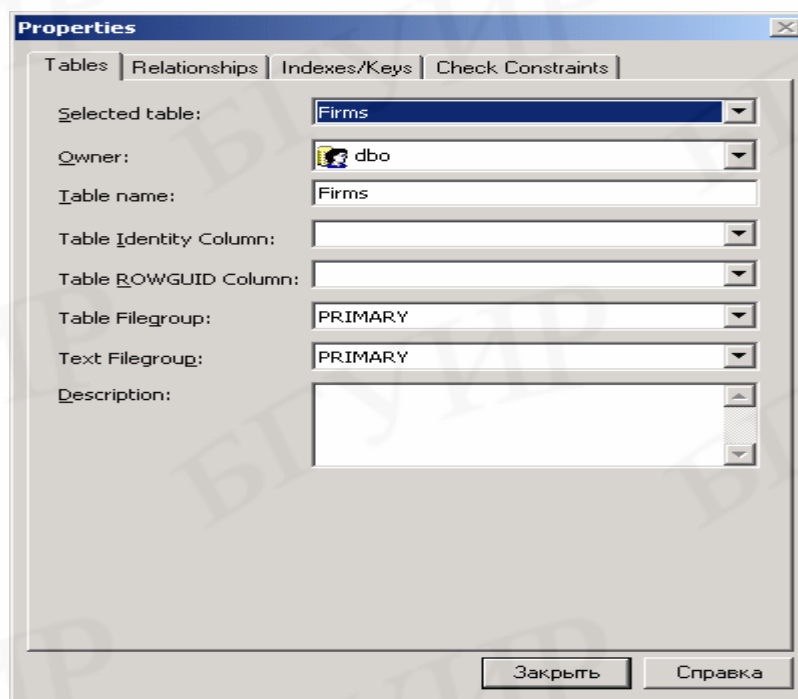 Properties
Tables Relationships Indexes/Keys Check Constraints
Selected table: Firms
Owner: dbo
Table name: Firms
Table Identity Column:
Table ROWGUID Column:
Table Filegroup: PRIMARY
Text Filegroup: PRIMARY
Description:
Закрыть Справка
БГУИР